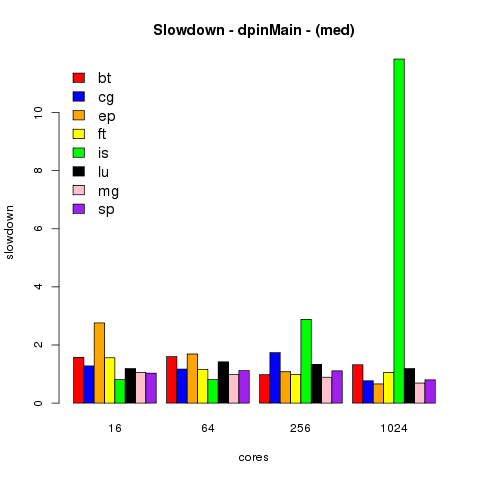 Slowdown - dpinMain - (med)
bt
cg
ep
ft
is
lu
mg
sp
slowdown
10
8
6
4
2
0
16 64 256 1024
cores